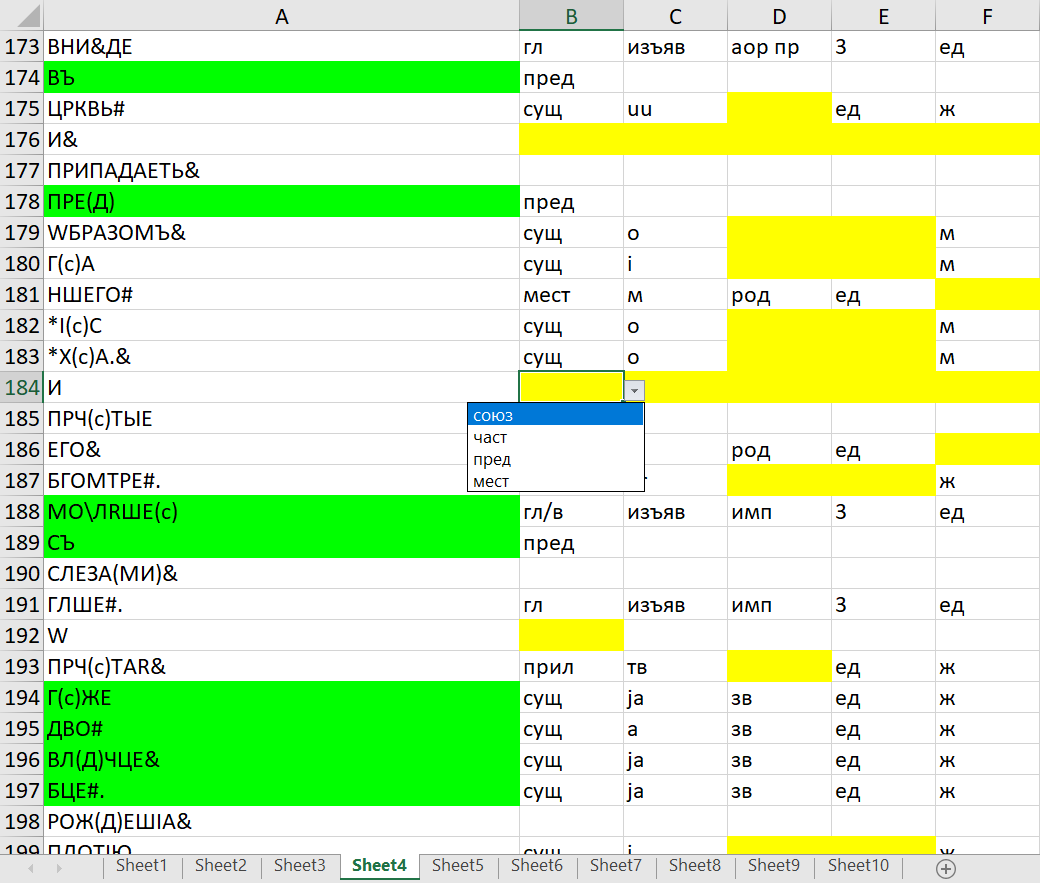 A B C D E F
173 ВНИ&ДЕ гл изъяв аор пр 3 ед
174 ВЪ пред
175 ЦРКВЬ# сущ uu ед ж
176 И&
177 ПРИПАДАЕТЬ&
178 ПРЕ(Д) пред
179 WБРАЗОМЪ& сущ о м
180 Г(с)А сущ i м
181 НШЕГО# мест м род ед
182 *I(с)С сущ о м
183 *Х(с)А.& сущ о м
184 И
185 ПРЧ(с)ТЫЕ
186 ЕГО& род ед
187 БГОМТРЕ#. ж
союз
част
пред
мест
188 МО\ЛRШЕ(с) гл/в изъяв имп 3 ед
189 СЪ пред
190 СЛЕЗА(МИ)&
191 ГЛШЕ#. гл изъяв имп 3 ед
192 W
193 ПРЧ(с)ТАR& прил тв ед ж
194 Г(с)ЖЕ сущ ja зв ед ж
195 ДВО# сущ а зв ед ж
196 ВЛ(Д)ЧЦЕ& сущ ja зв ед ж
197 БЦЕ#. сущ ja зв ед ж
198 РОЖ(Д)ЕШIА&
199 ПЛОТIЮ сущ i
Sheet1 Sheet2 Sheet3 Sheet4 Sheet5 Sheet6 Sheet7 Sheet8 Sheet9 Sheet10